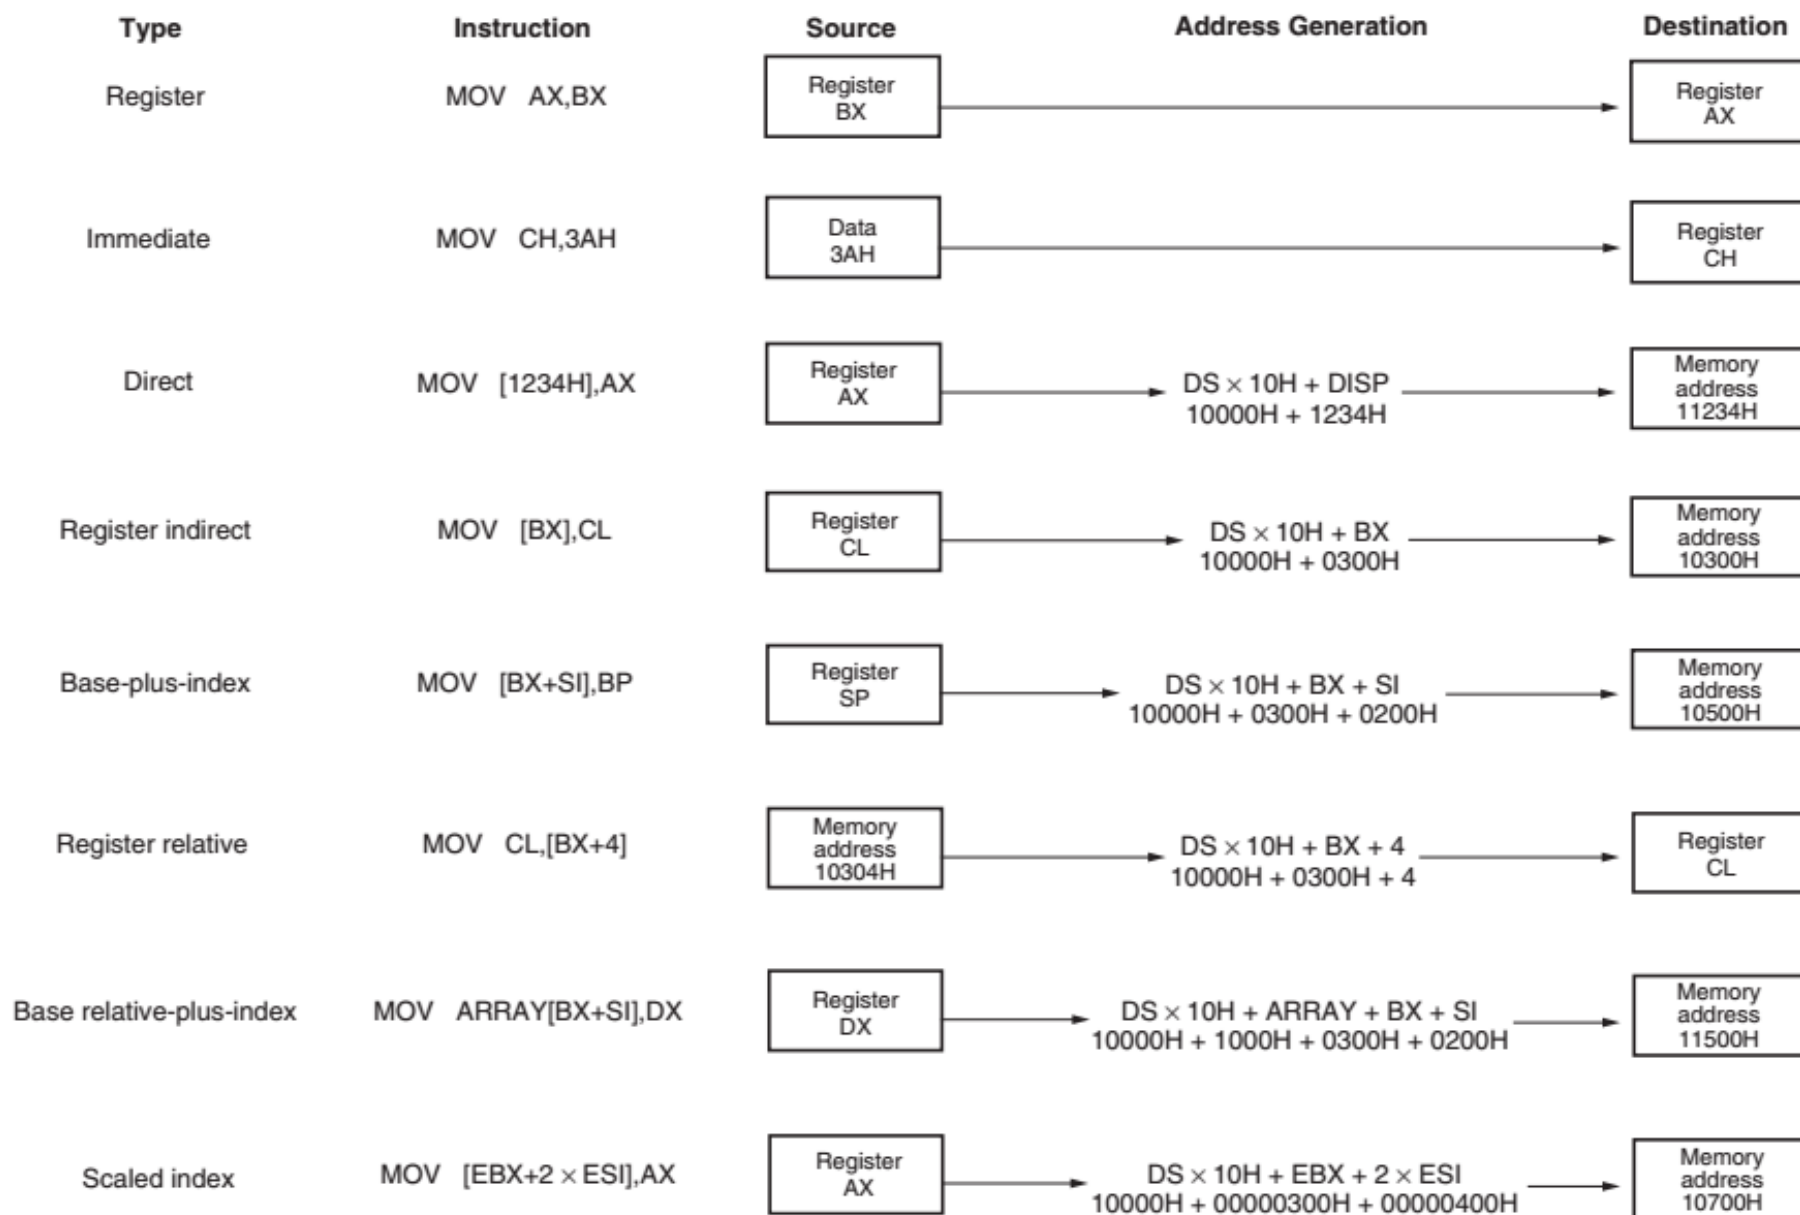 Type Instruction Source Address Generation Destination
Register MOV AX,BX Register BX Register AX
Immediate MOV CH,3AH Data 3AH Register CH
Direct MOV [1234H],AX Register AX DS × 10H + DISP 10000H + 1234H Memory address 11234H
Register indirect MOV [BX],CL Register CL DS × 10H + BX 10000H + 0300H Memory address 10300H
Base-plus-index MOV [BX+SI],BP Register SP DS × 10H + BX + SI 10000H + 0300H + 0200H Memory address 10500H
Register relative MOV CL,[BX+4] Memory address 10304H DS × 10H + BX + 4 10000H + 0300H + 4 Register CL
Base relative-plus-index MOV ARRAY[BX+SI],DX Register DX DS × 10H + ARRAY + BX + SI 10000H + 1000H + 0300H + 0200H Memory address 11500H
Scaled index MOV [EBX+2 × ESI],AX Register AX DS × 10H + EBX + 2 × ESI 10000H + 00000300H + 00000400H Memory address 10700H